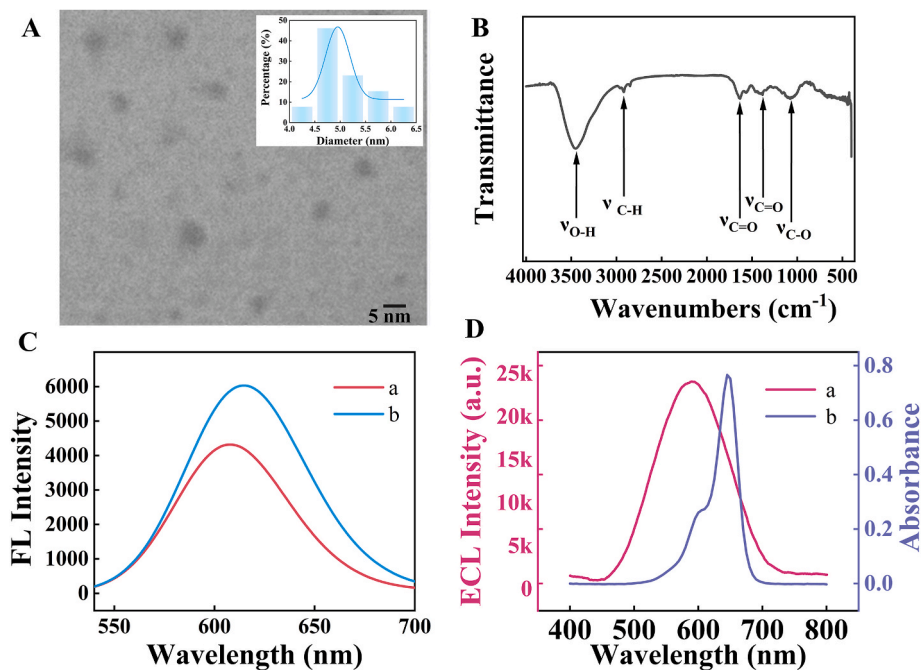 A
50
40
30
20
10
0
Percentage (%)
4.0 4.5 5.0 5.5 6.0 6.5
Diameter (nm)
5 nm
B
Transmittance
νO-H
ν C-H
νC=O
νC=O
νC-O
4000 3500 3000 2000 1500 1000 500
Wavenumbers (cm-1)
C
FL Intensity
6000
5000
4000
3000
2000
1000
0
a
b
550 600 650 700
Wavelength (nm)
D
ECL Intensity (a.u.)
25k
20k
15k
10k
5k
0
a
b
0.8
0.6
0.4
0.2
0.0
Absorbance
400 500 600 700 800
Wavelength (nm)